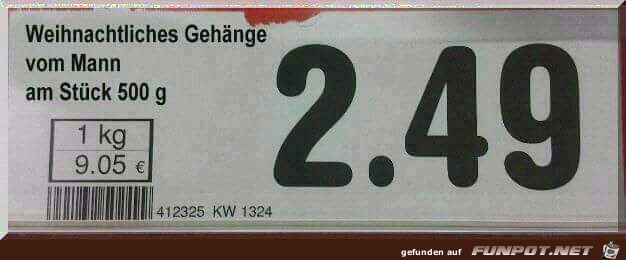 Weihnachtliches Gehänge
vom Mann
am Stück 500 g
2.49
1 kg
9.05 €
412325 KW 1324
gefunden auf FUNPOT.NET